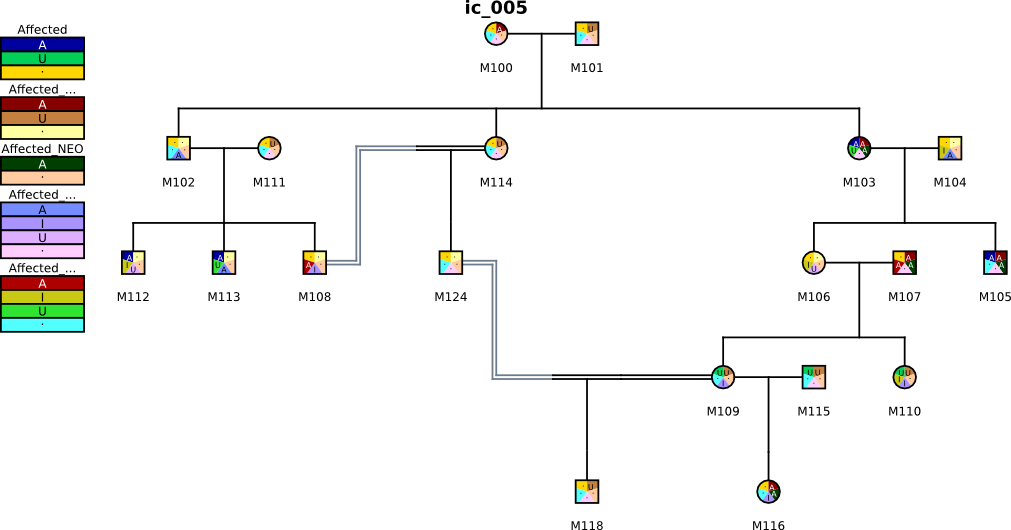 ic_005
Affected
A
U
.
Affected_...
A
U
.
Affected_NEO
A
.
Affected_...
A
I
U
.
Affected_...
A
I
U
.
M100
M101
M102
M111
M114
M103
M104
M112
M113
M108
M124
M106
M107
M105
M109
M115
M110
M118
M116